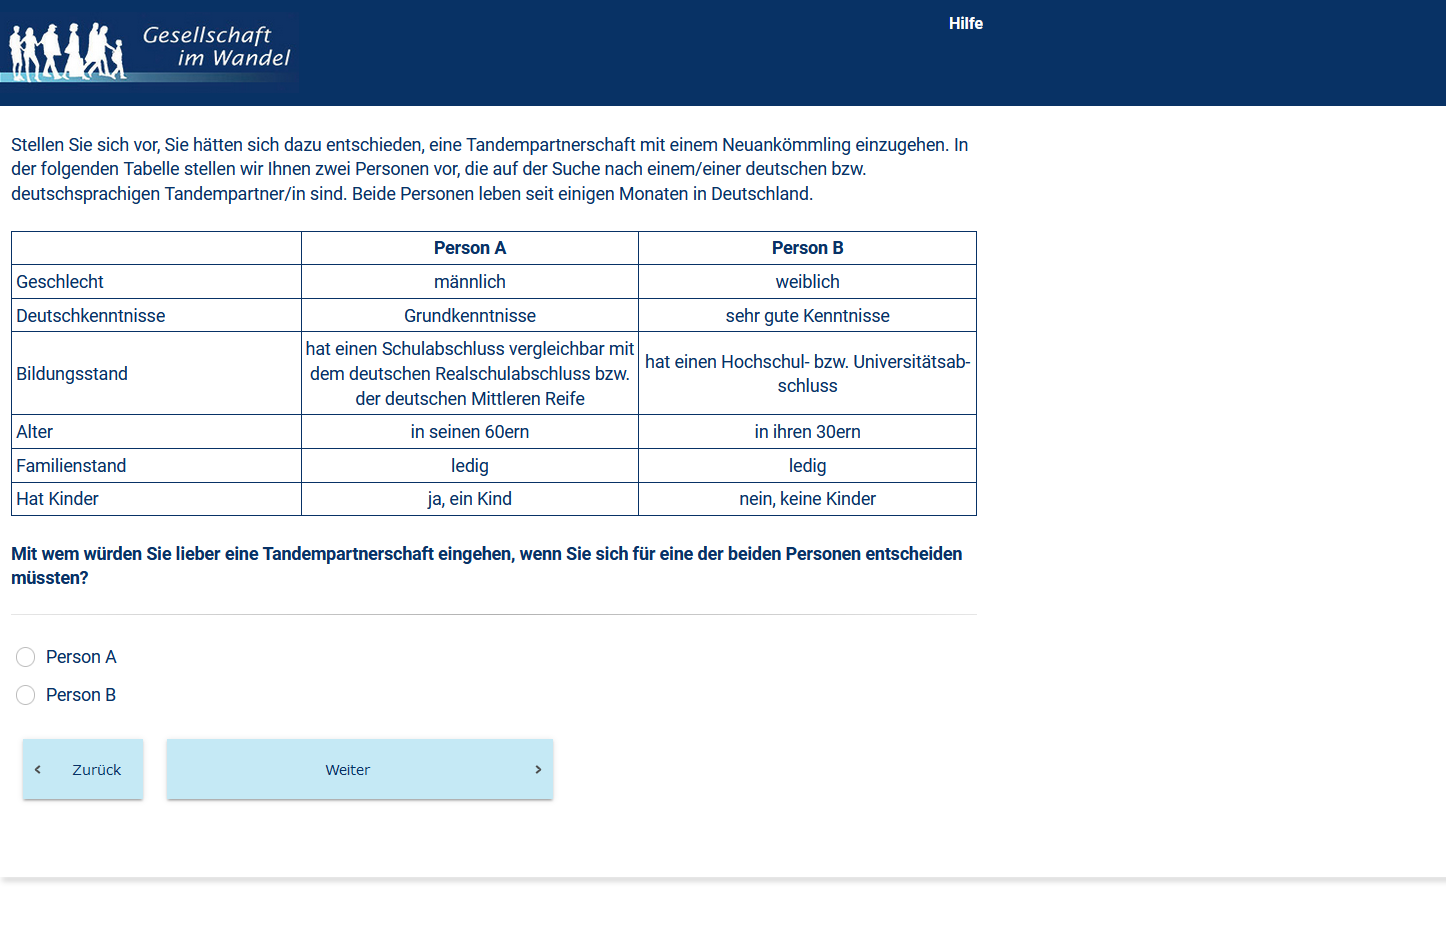 Gesellschaft
im Wandel
Hilfe
Stellen Sie sich vor, Sie hätten sich dazu entschieden, eine Tandempartnerschaft mit einem Neuankömmling einzugehen. In
der folgenden Tabelle stellen wir Ihnen zwei Personen vor, die auf der Suche nach einem/einer deutschen bzw.
deutschsprachigen Tandempartner/in sind. Beide Personen leben seit einigen Monaten in Deutschland.
Person A Person B
Geschlecht männlich weiblich
Deutschkenntnisse Grundkenntnisse sehr gute Kenntnisse
Bildungsstand
hat einen Schulabschluss vergleichbar mit
dem deutschen Realschulabschluss bzw.
der deutschen Mittleren Reife
hat einen Hochschul- bzw. Universitätsab-
schluss
Alter in seinen 60ern in ihren 30ern
Familienstand ledig ledig
Hat Kinder ja, ein Kind nein, keine Kinder
Mit wem würden Sie lieber eine Tandempartnerschaft eingehen, wenn Sie sich für eine der beiden Personen entscheiden
müssten?
Person A
Person B
Zurück Weiter